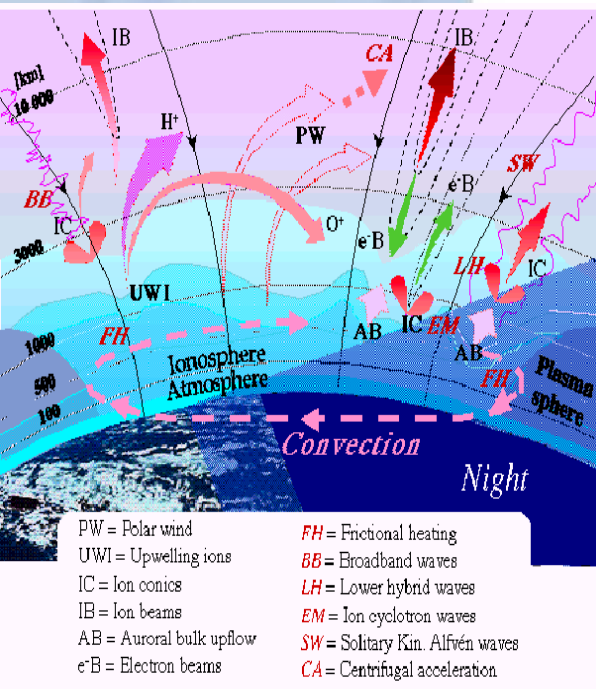 IB
IB
CA
[km]
10.000
H⁺
PW
SW
BB
e⁻B
IC
O⁺
e⁻B
3000
LH
IC
UWI
1000
FH
AB
IC
EM
AB
Ionosphere
Atmosphere
FH
Plasma
sphere
500
100
Convection
Night
PW = Polar wind
UWI = Upwelling ions
IC = Ion conics
IB = Ion beams
AB = Auroral bulk upflow
e⁻B = Electron beams
FH = Frictional heating
BB = Broadband waves
LH = Lower hybrid waves
EM = Ion cyclotron waves
SW = Solitary Kin. Alfvén waves
CA = Centrifugal acceleration